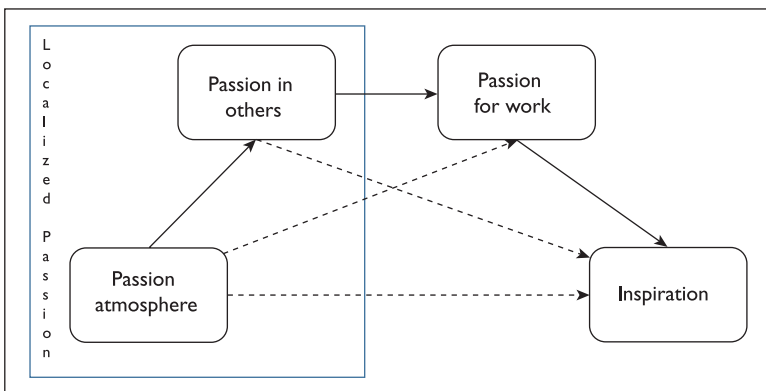 Localized Passion
Passion in
others
Passion
for work
Passion
atmosphere
Inspiration